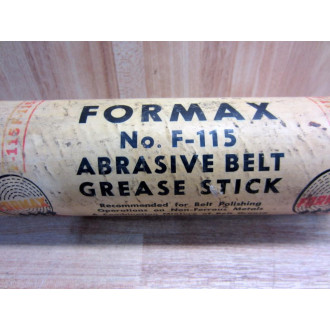 FORMAX
No. F-115
ABRASIVE BELT
GREASE STICK
Recommended for Belt Polishing
Operations on Non-Ferrous Metals